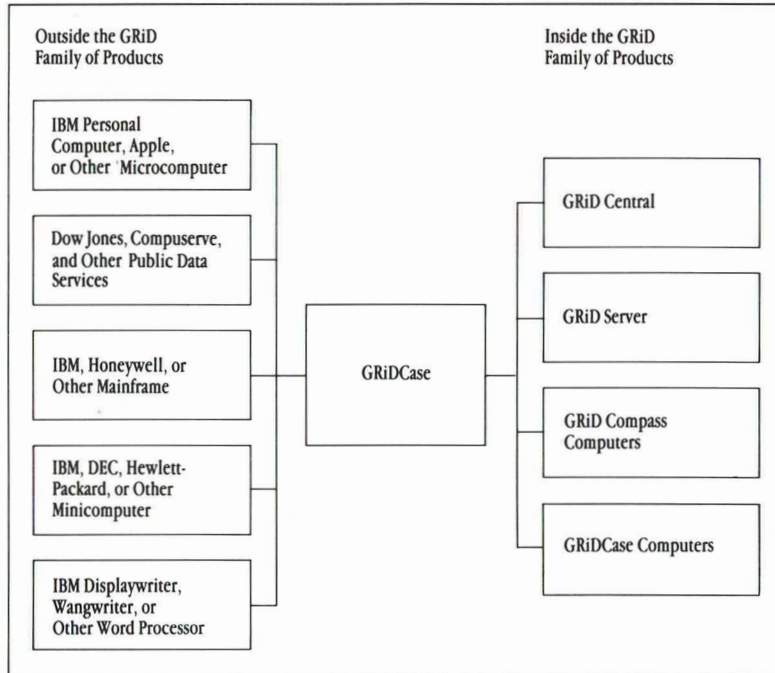 Outside the GRiD
Family of Products
IBM Personal
Computer, Apple,
or Other Microcomputer
Dow Jones, Compuserve,
and Other Public Data
Services
IBM, Honeywell, or
Other Mainframe
IBM, DEC, Hewlett-
Packard, or Other
Minicomputer
IBM Displaywriter,
Wangwriter, or
Other Word Processor
GRiDCase
Inside the GRiD
Family of Products
GRiD Central
GRiD Server
GRiD Compass
Computers
GRiDCase Computers